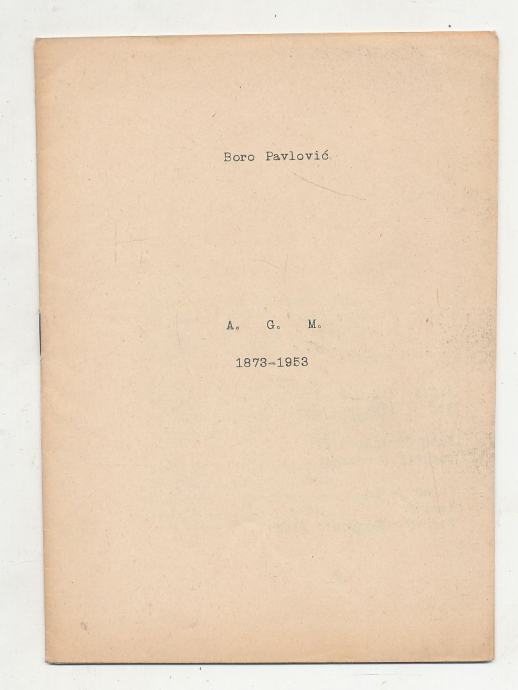 Boro Pavlović
A. G. M.
1873-1953